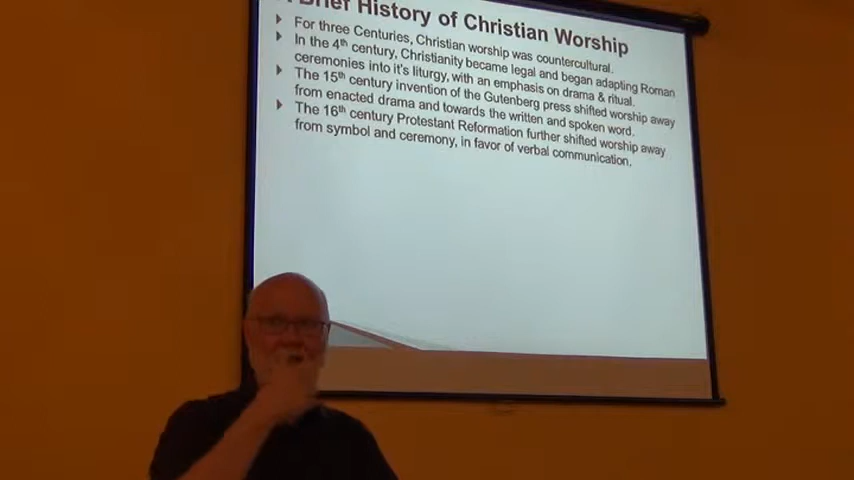 Brief History of Christian Worship
For three Centuries, Christian worship was countercultural.
In the 4th century, Christianity became legal and began adapting Roman
ceremonies into it's liturgy, with an emphasis on drama & ritual.
The 15th century invention of the Gutenberg press shifted worship away
from enacted drama and towards the written and spoken word.
The 16th century Protestant Reformation further shifted worship away
from symbol and ceremony, in favor of verbal communication.